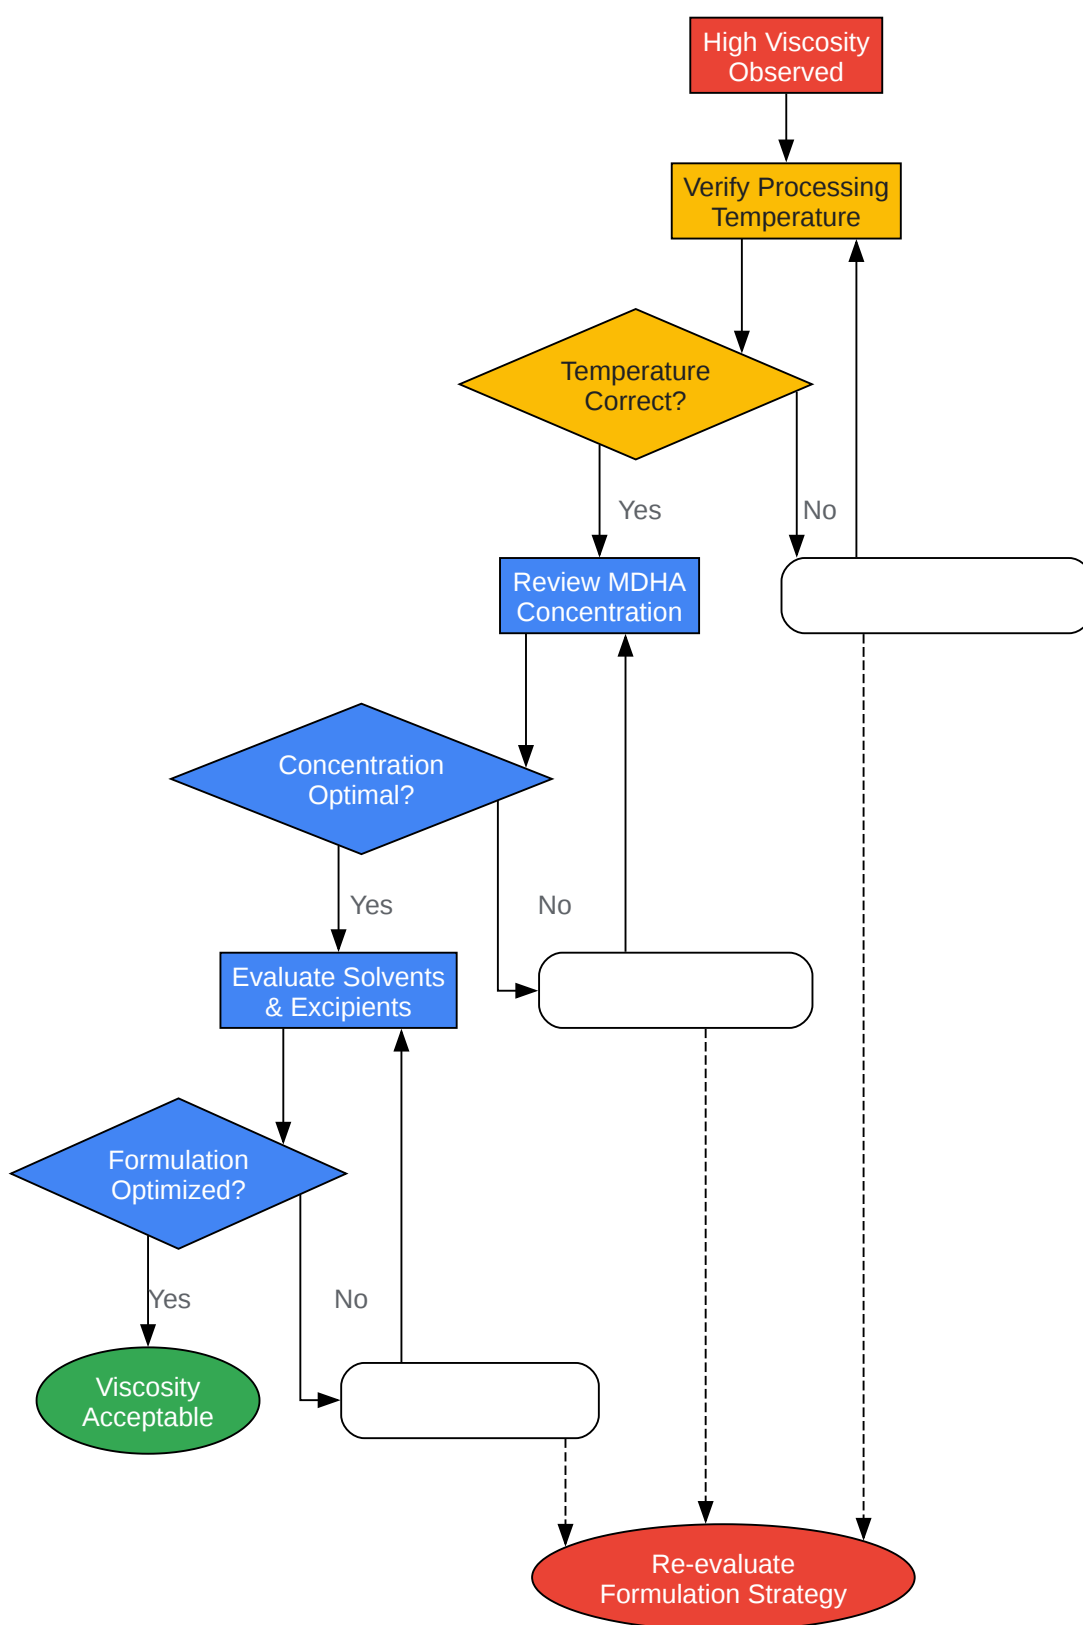 High Viscosity
Observed
Verify Processing
Temperature
Temperature
Correct?
Yes
No
Review MDHA
Concentration
Concentration
Optimal?
Yes
No
Evaluate Solvents
& Excipients
Formulation
Optimized?
Yes
No
Viscosity
Acceptable
Re-evaluate
Formulation Strategy